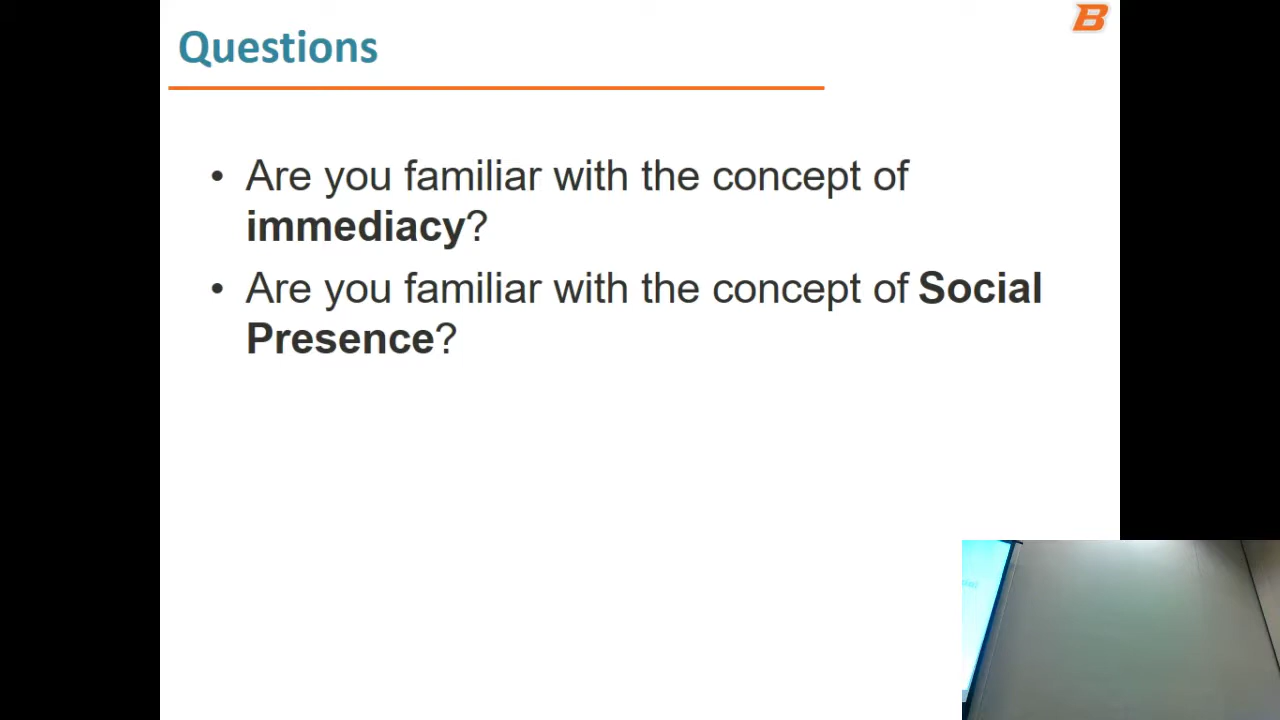 Questions
B
• Are you familiar with the concept of
immediacy?
• Are you familiar with the concept of Social
Presence?